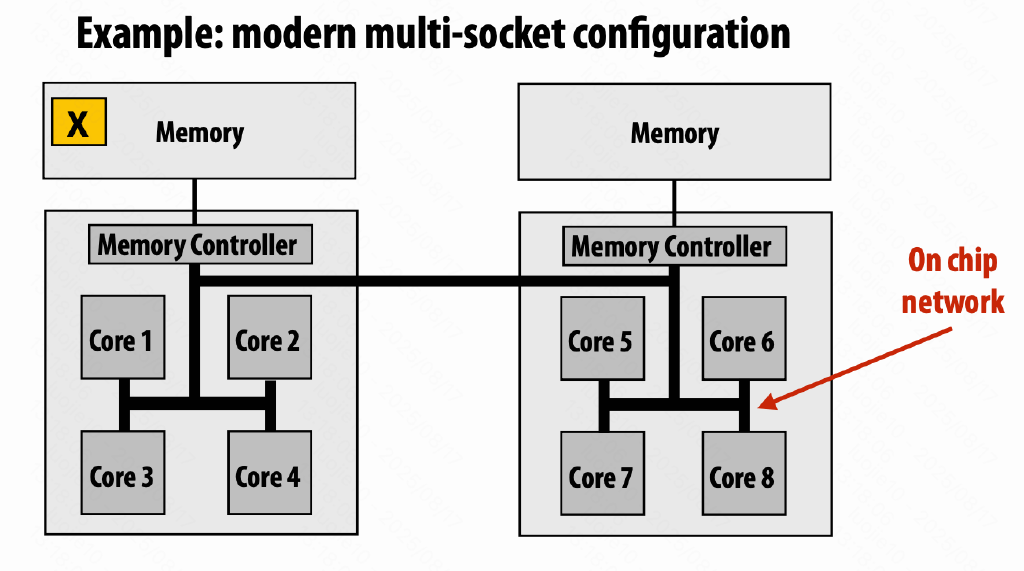 Example: modern multi-socket configuration
X
Memory
Memory
Memory Controller
Memory Controller
On chip
network
Core 1
Core 2
Core 5
Core 6
Core 3
Core 4
Core 7
Core 8